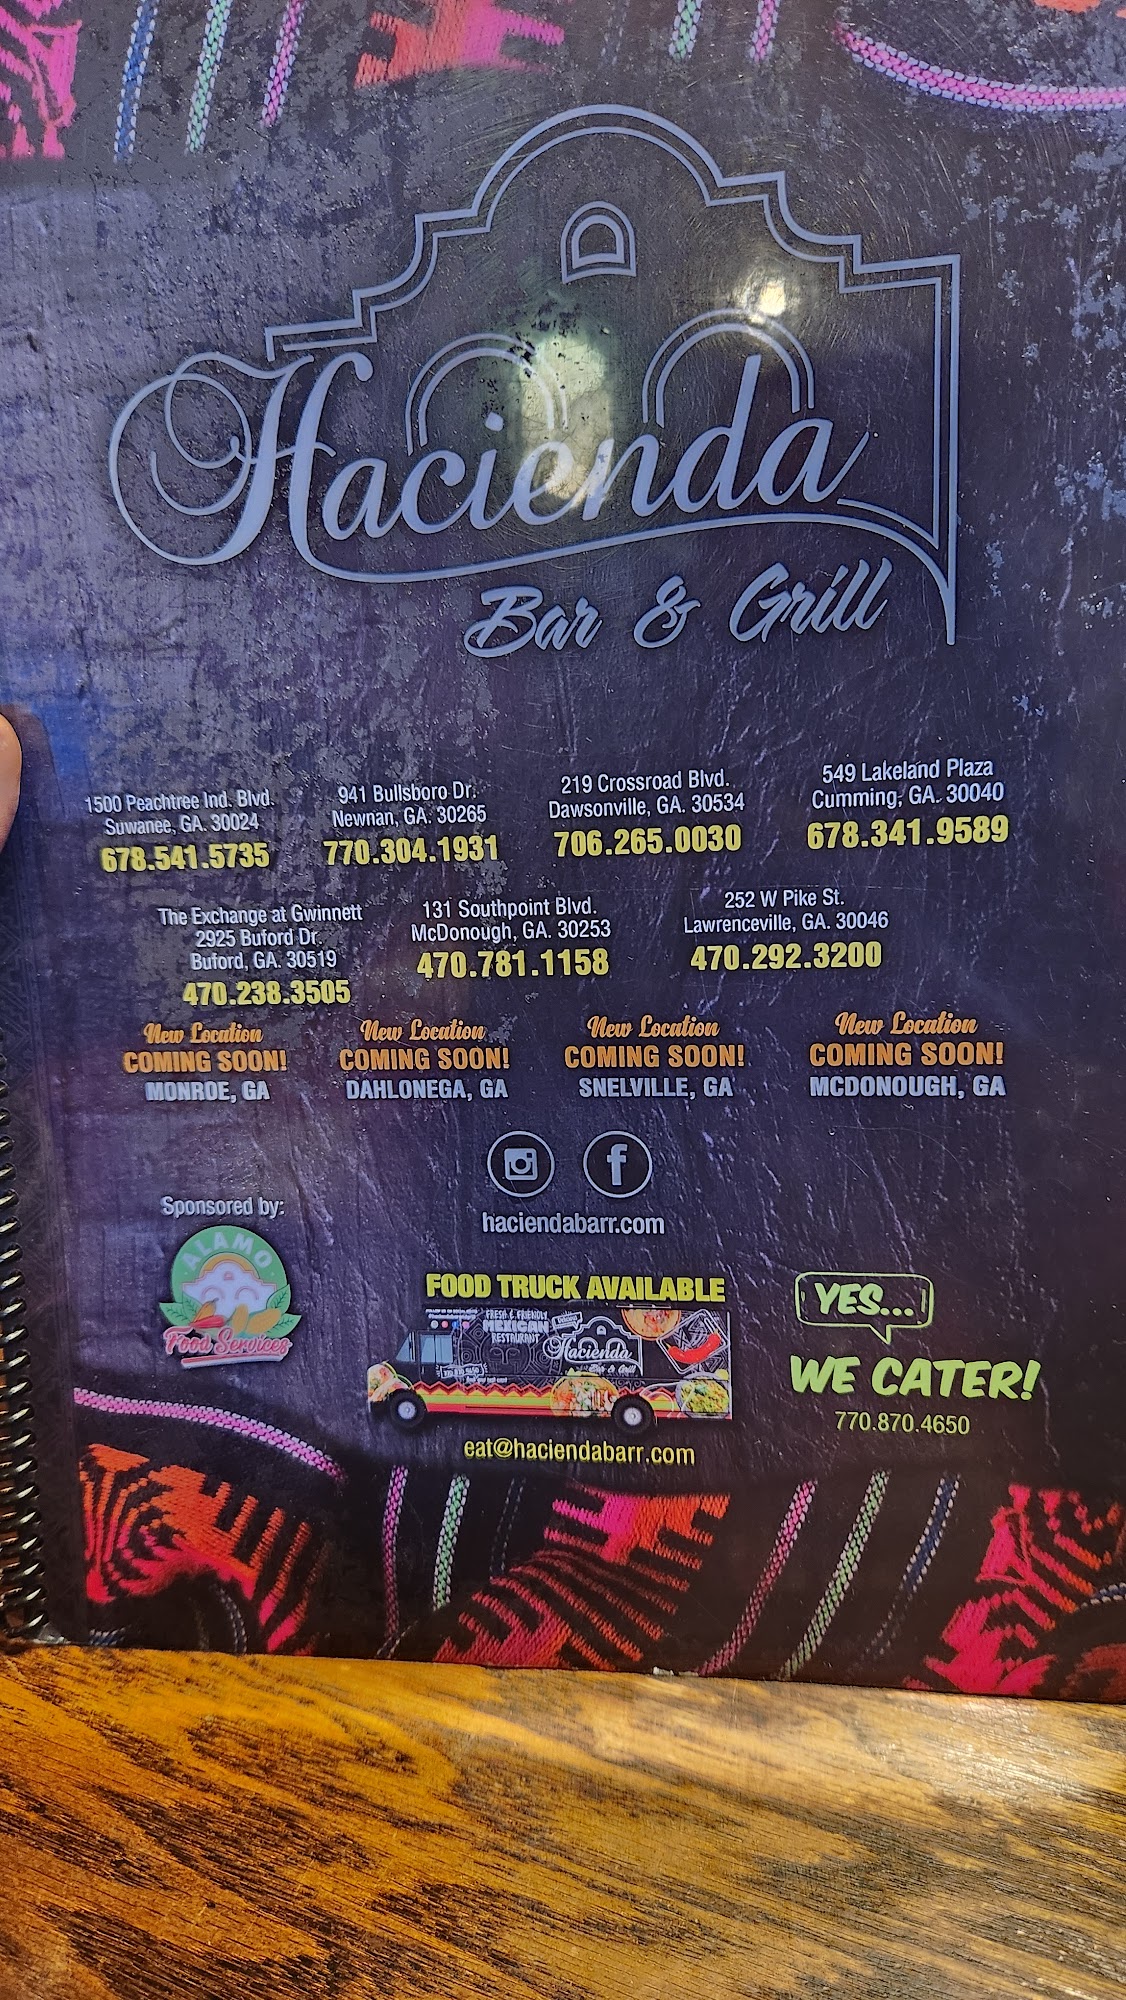 Hacienda
Bar & Grill
1500 Peachtree Ind. Blvd.
Suwanee, GA. 30024
678.541.5735
941 Bullsboro Dr.
Newnan, GA. 30265
770.304.1931
219 Crossroad Blvd.
Dawsonville, GA. 30534
706.265.0030
549 Lakeland Plaza
Cumming, GA. 30040
678.341.9589
The Exchange at Gwinnett
2925 Buford Dr.
Buford, GA. 30519
470.238.3505
131 Southpoint Blvd.
McDonough, GA. 30253
470.781.1158
252 W Pike St.
Lawrenceville, GA. 30046
470.292.3200
New Location
COMING SOON!
MONROE, GA
New Location
COMING SOON!
DAHLONEGA, GA
New Location
COMING SOON!
SNELVILLE, GA
New Location
COMING SOON!
MCDONOUGH, GA
haciendabarr.com
Sponsored by:
ALAMO
Food Services
FOOD TRUCK AVAILABLE
FRESH & FRIENDLY
MEXICAN
RESTAURANT
Hacienda
Bar & Grill
eat@haciendabarr.com
YES...
WE CATER!
770.870.4650